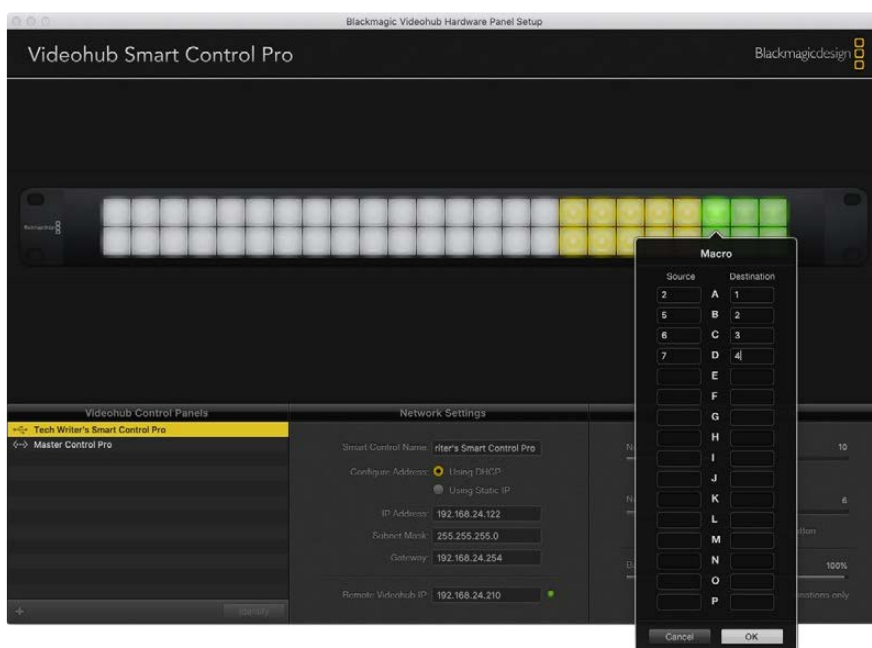 Blackmagic Videohub Hardware Panel Setup
Videohub Smart Control Pro
Blackmagicdesign
Macro
Source Destination
2 A 1
5 B 2
6 C 3
7 D 4
E
F
G
H
I
J
K
L
M
N
O
P
Cancel OK
Videohub Control Panels
Tech Writer's Smart Control Pro
Master Control Pro
Identify
Network Settings
Smart Control Name: riter's Smart Control Pro
Configure Address: Using DHCP
Using Static IP
IP Address: 192.168.24.122
Subnet Mask: 255.255.255.0
Gateway: 192.168.24.254
Remote Videohub IP: 192.168.24.210
10
6
100%
only